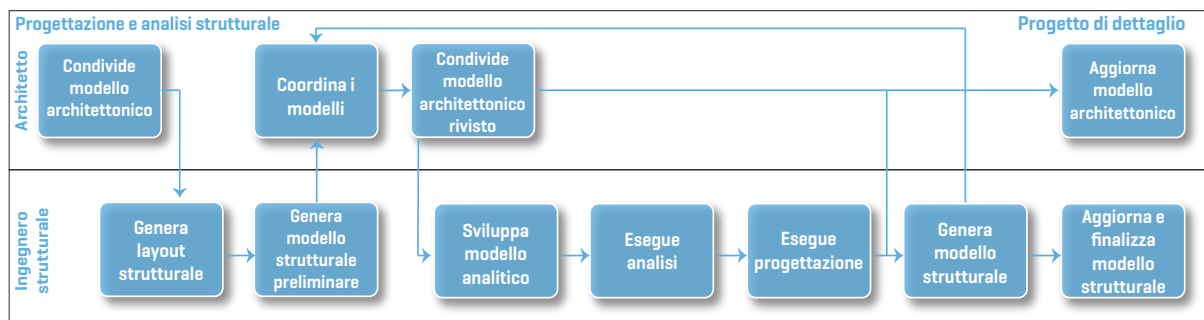 Progettazione e analisi strutturale
Progetto di dettaglio
Architetto
Condivide
modello
architettonico
Coordina i
modelli
Condivide
modello
architettonico
rivisto
Aggiorna
modello
architettonico
Ingegnero
strutturale
Genera
layout
strutturale
Genera
modello
strutturale
preliminare
Sviluppa
modello
analitico
Esegue
analisi
Esegue
progettazione
Genera
modello
strutturale
Aggiorna e
finalizza
modello
strutturale